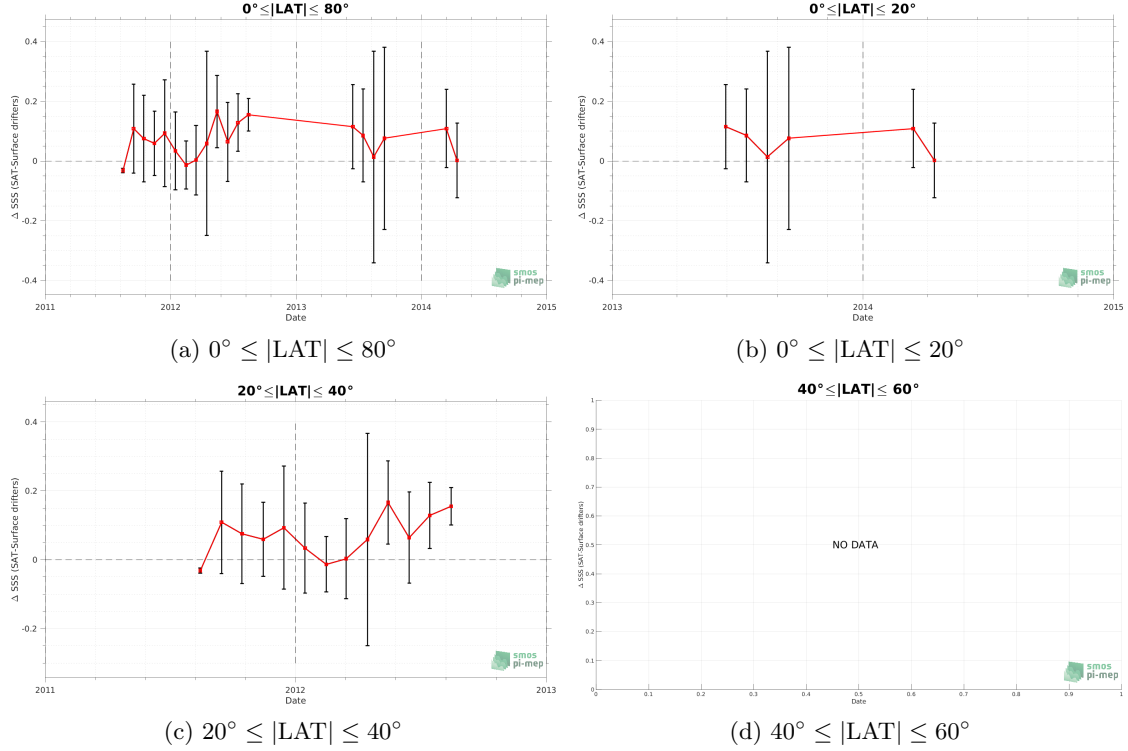 0°≤|LAT|≤ 80°
Δ SSS (SAT-Surface drifters)
0.4
0.2
0
-0.2
-0.4
2011 2012 2013 2014 2015
Date
smos
pi-mep
(a) 0° ≤ |LAT| ≤ 80°
0°≤|LAT|≤ 20°
Δ SSS (SAT-Surface drifters)
0.4
0.2
0
-0.2
-0.4
2013 2014 2015
Date
smos
pi-mep
(b) 0° ≤ |LAT| ≤ 20°
20°≤|LAT|≤ 40°
Δ SSS (SAT-Surface drifters)
0.4
0.2
0
-0.2
2011 2012 2013
Date
smos
pi-mep
(c) 20° ≤ |LAT| ≤ 40°
40°≤|LAT|≤ 60°
Δ SSS (SAT-Surface drifters)
1
0.9
0.8
0.7
0.6
0.5
0.4
0.3
0.2
0.1
0
NO DATA
0 0.1 0.2 0.3 0.4 0.5 0.6 0.7 0.8 0.9 1
Date
smos
pi-mep
(d) 40° ≤ |LAT| ≤ 60°